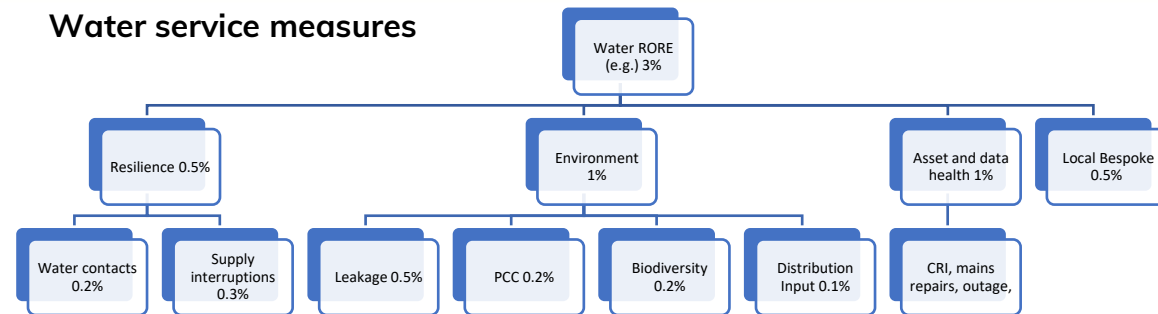 Water service measures
Water RORE
(e.g.) 3%
Resilience 0.5%
Environment
1%
Asset and data
health 1%
Local Bespoke
0.5%
Water contacts
0.2%
Supply
interruptions
0.3%
Leakage 0.5%
PCC 0.2%
Biodiversity
0.2%
Distribution
Input 0.1%
CRI, mains
repairs, outage,